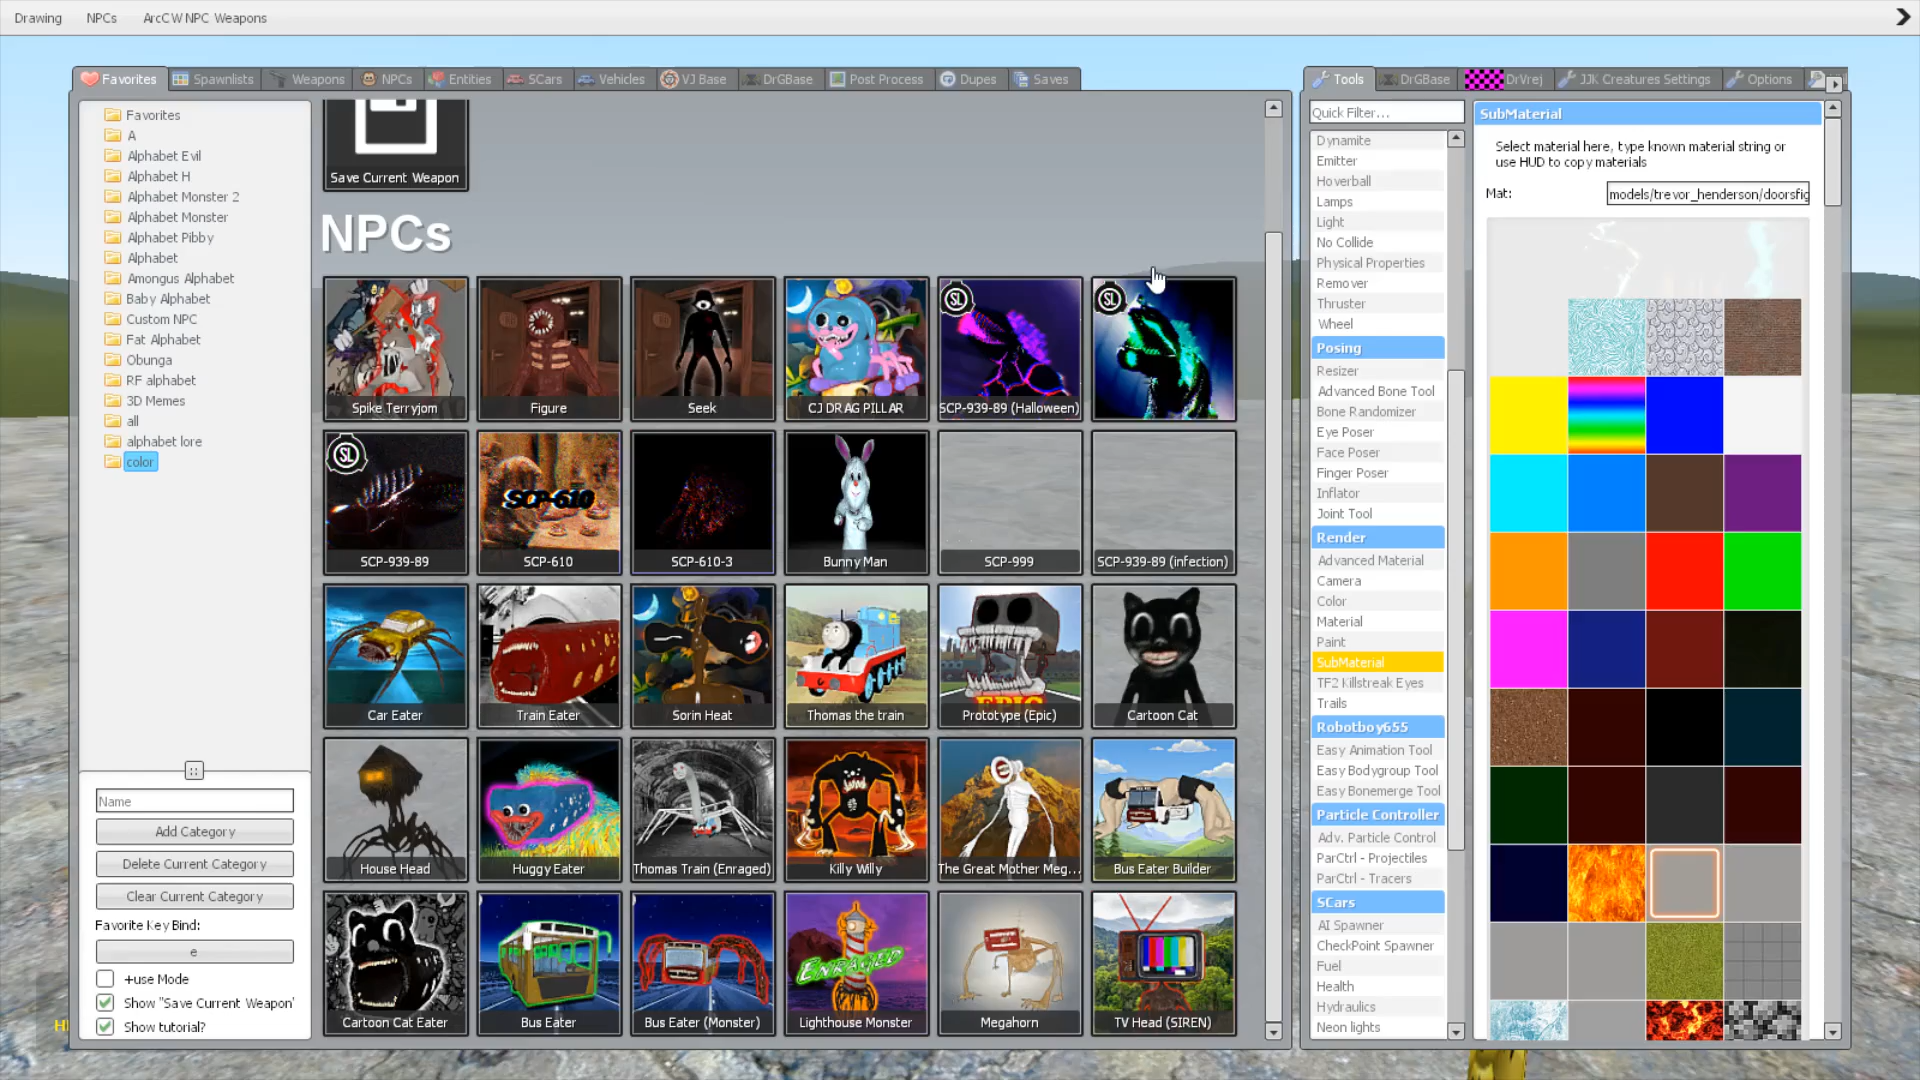 Drawing NPCs ArcCW NPC Weapons
Favorites Spawnlists Weapons NPCs Entities SCars Vehicles VJ Base DrGBase Post Process Dupes Saves
Favorites
A
Alphabet Evil
Alphabet H
Alphabet Monster 2
Alphabet Monster
Alphabet Pibby
Alphabet
Amongus Alphabet
Baby Alphabet
Custom NPC
Fat Alphabet
Obunga
RF alphabet
3D Memes
all
alphabet lore
color
Name
Add Category
Delete Current Category
Clear Current Category
Favorite Key Bind:
e
+use Mode
Show "Save Current Weapon'
Show tutorial?
Save Current Weapon
NPCs
Spike Terryjom
Figure
Seek
CJ DRAG PILLAR
SL
SCP-939-89 (Halloween)
SL
SL
SCP-939-89
SCP-610
SCP-610
SCP-610-3
Bunny Man
SCP-999
SCP-939-89 (infection)
Car Eater
Train Eater
Sorin Heat
Thomas the train
EPIC
Prototype (Epic)
Cartoon Cat
House Head
Huggy Eater
Thomas Train (Enraged)
Killy Willy
The Great Mother Meg...
Bus Eater Builder
Cartoon Cat Eater
Bus Eater
Bus Eater (Monster)
ENRAGED
Lighthouse Monster
Megahorn
TV Head (SIREN)
Tools DrGBase DrVrej JJK Creatures Settings Options
Quick Filter...
Dynamite
Emitter
Hoverball
Lamps
Light
No Collide
Physical Properties
Remover
Thruster
Wheel
Posing
Resizer
Advanced Bone Tool
Bone Randomizer
Eye Poser
Face Poser
Finger Poser
Inflator
Joint Tool
Render
Advanced Material
Camera
Color
Material
Paint
SubMaterial
TF2 Killstreak Eyes
Trails
Robotboy655
Easy Animation Tool
Easy Bodygroup Tool
Easy Bonemerge Tool
Particle Controller
Adv. Particle Control
ParCtrl - Projectiles
ParCtrl - Tracers
SCars
AI Spawner
CheckPoint Spawner
Fuel
Health
Hydraulics
Neon lights
SubMaterial
Select material here, type known material string or
use HUD to copy materials
Mat: models/trevor_henderson/doorsfig